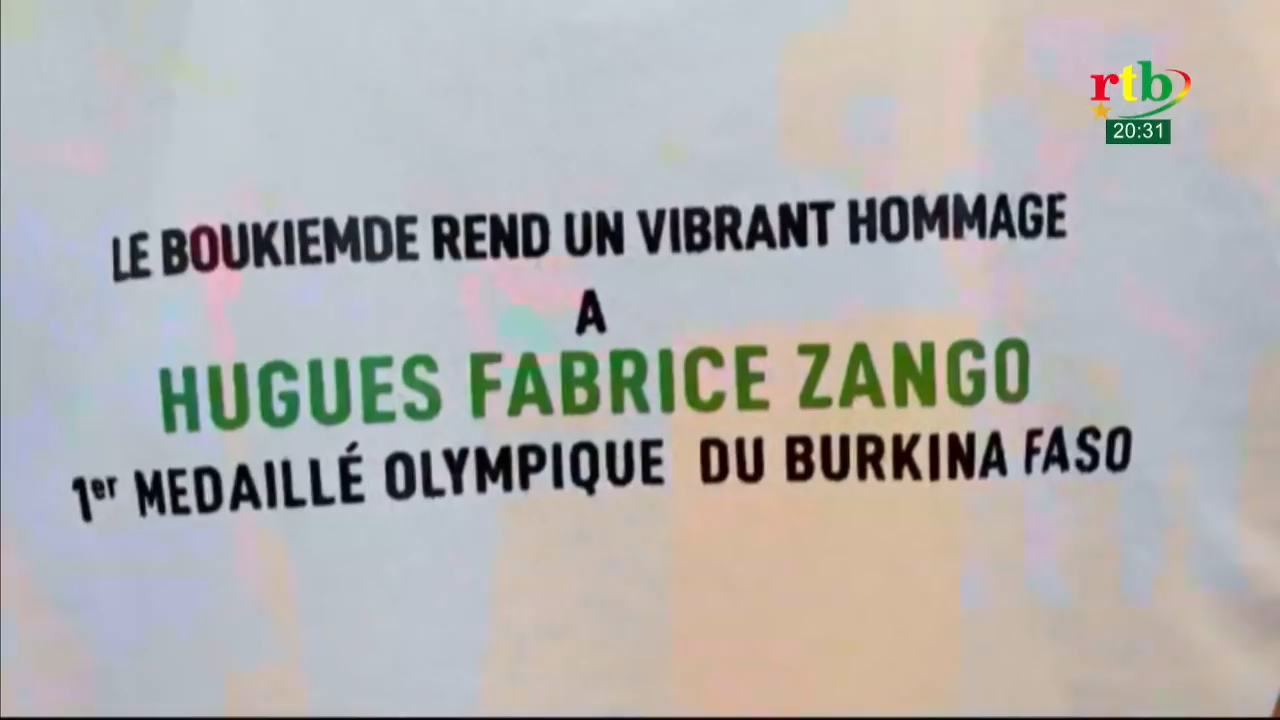 rtb
20:31
LE BOUKIEMDE REND UN VIBRANT HOMMAGE
A
HUGUES FABRICE ZANGO
1er MEDAILLÉ OLYMPIQUE DU BURKINA FASO